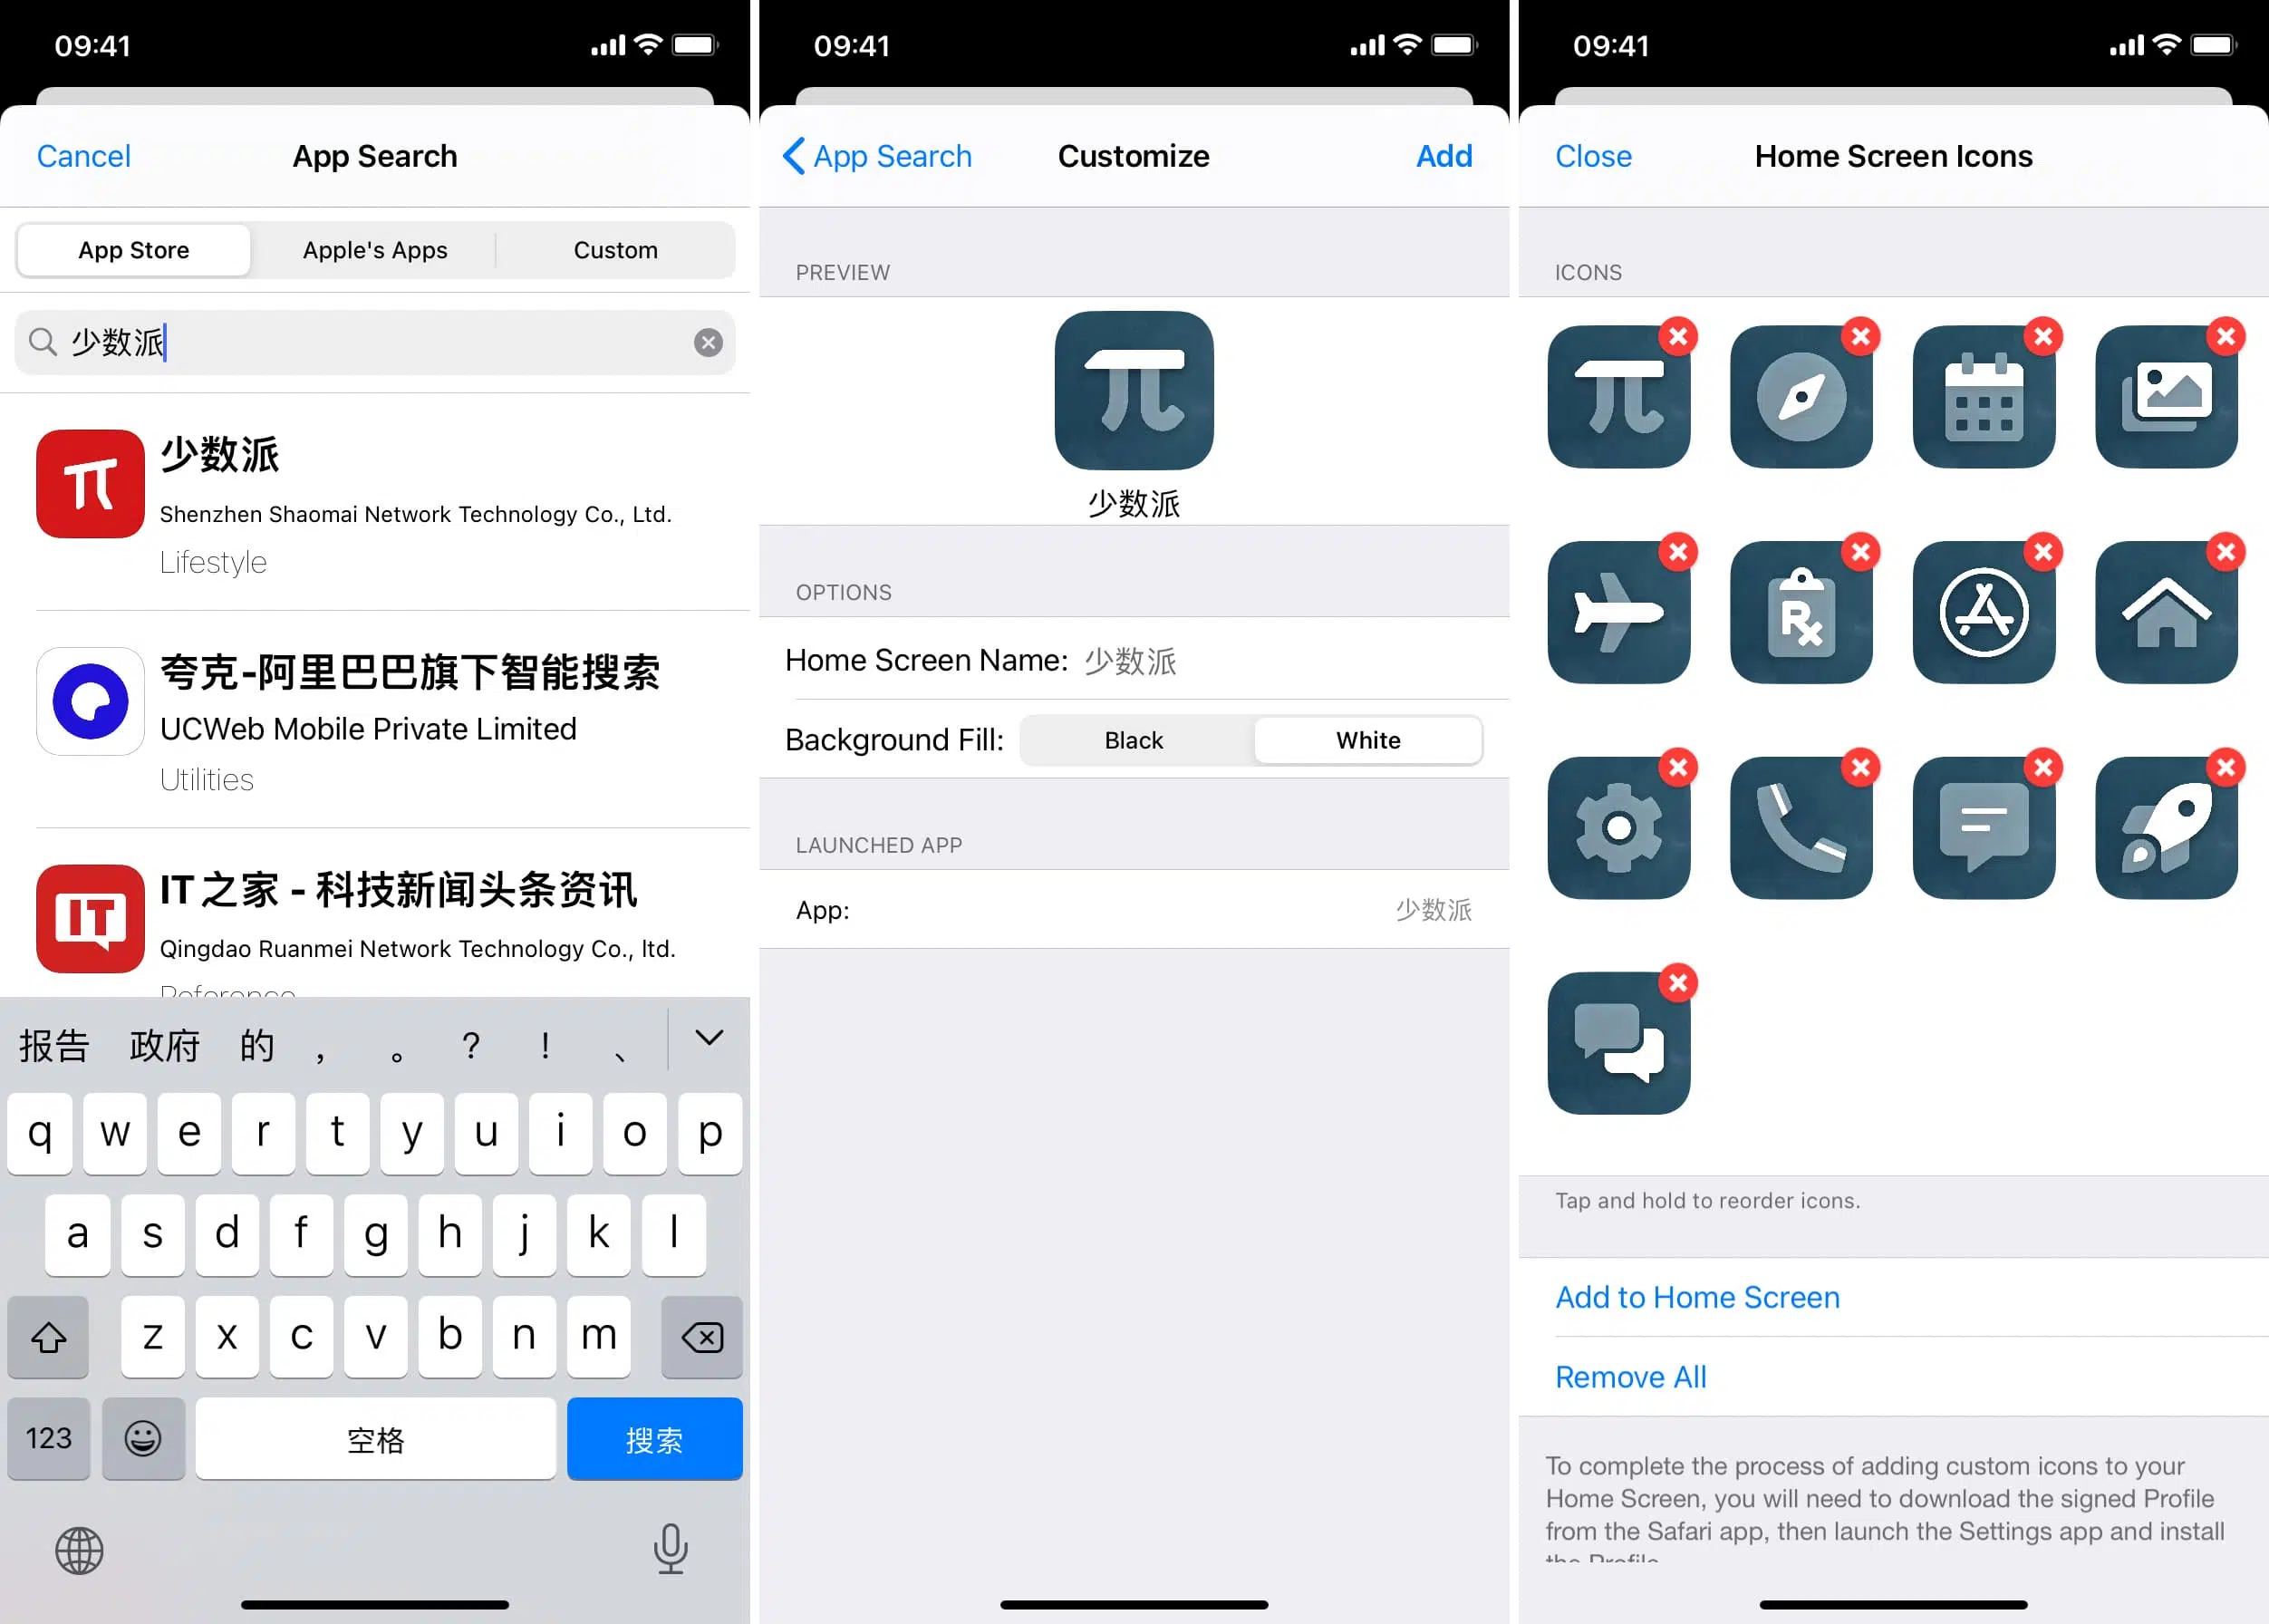 09:41
Cancel
App Search
App Store
Apple's Apps
Custom
少数派
少数派
Shenzhen Shaomai Network Technology Co., Ltd.
Lifestyle
夸克-阿里巴巴旗下智能搜索
UCWeb Mobile Private Limited
Utilities
IT
IT之家 - 科技新闻头条资讯
Qingdao Ruanmei Network Technology Co., ltd.
Reference
报告 政府 的 ， 。 ？ ！ 、
q w e r t y u i o p
a s d f g h j k l
z x c v b n m
123
空格
搜索
09:41
App Search
Customize
Add
PREVIEW
少数派
OPTIONS
Home Screen Name: 少数派
Background Fill: Black White
LAUNCHED APP
App: 少数派
09:41
Close
Home Screen Icons
ICONS
Rx
Tap and hold to reorder icons.
Add to Home Screen
Remove All
To complete the process of adding custom icons to your
Home Screen, you will need to download the signed Profile
from the Safari app, then launch the Settings app and install
the Profile.